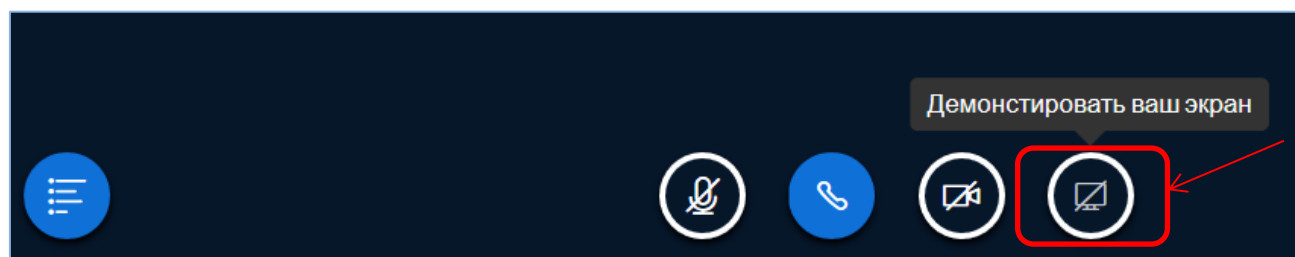 Демонстировать ваш экран